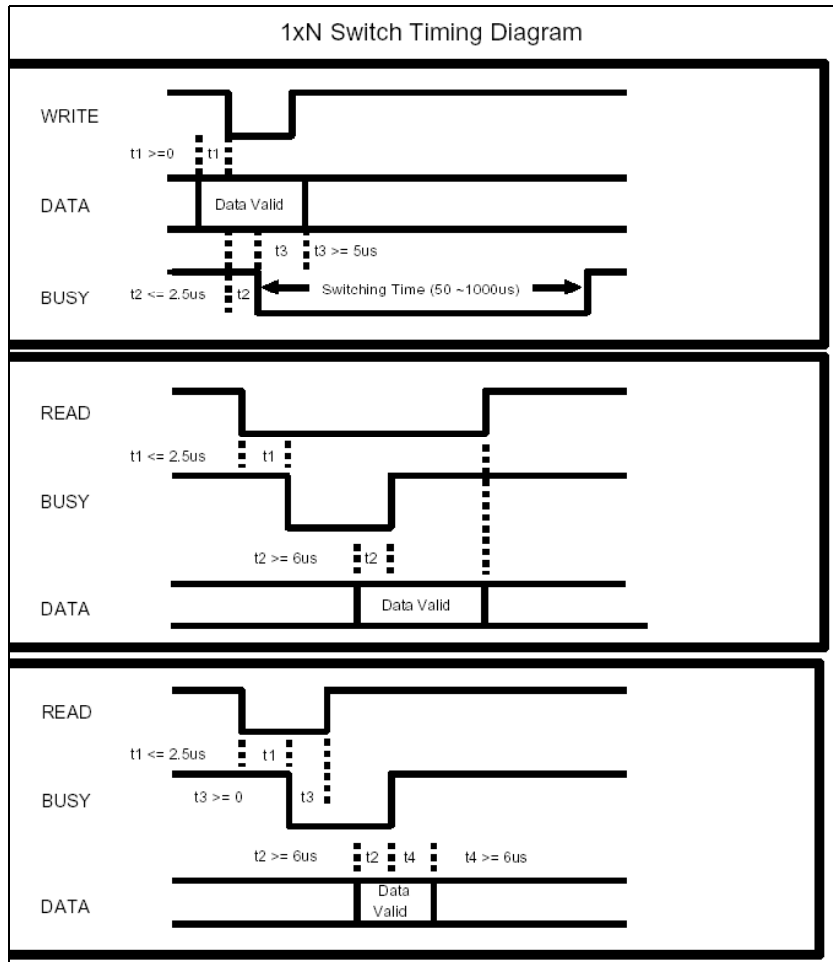 1xN Switch Timing Diagram
WRITE
t1 >=0
t1
DATA
Data Valid
t3
t3 >= 5us
BUSY
t2 <= 2.5us
t2
Switching Time (50 ~1000us)
READ
t1 <= 2.5us
t1
BUSY
t2 >= 6us
t2
DATA
Data Valid
READ
t1 <= 2.5us
t1
BUSY
t3 >= 0
t3
t2 >= 6us
t2
t4
t4 >= 6us
DATA
Data
Valid